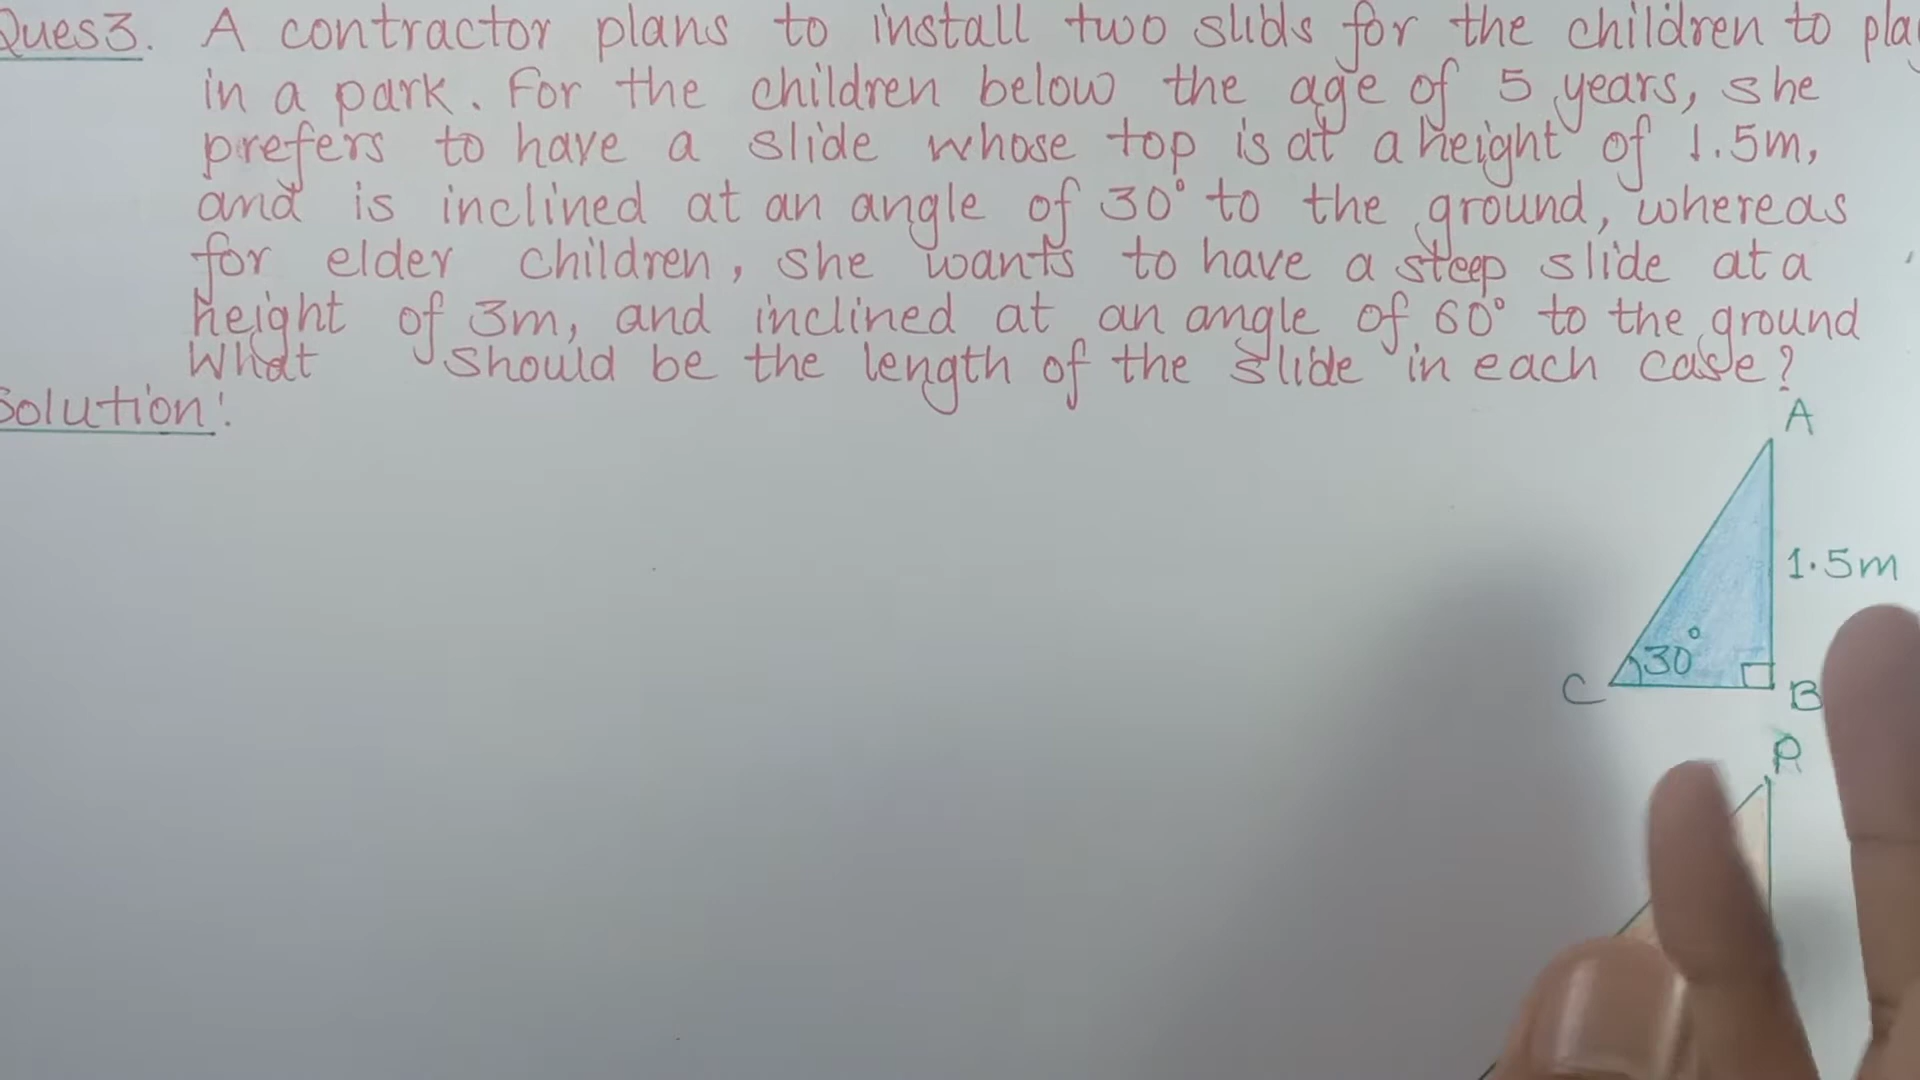 Ques3. A contractor plans to install two slids for the children to play
in a park. For the children below the age of 5 years, she
prefers to have a slide whose top is at a height of 1.5m,
and is inclined at an angle of 30° to the ground, whereas
for elder children, she wants to have a steep slide at a
height of 3m, and inclined at an angle of 60° to the ground
What should be the length of the slide in each case?
Solution:
A
1.5m
30°
C
B
P